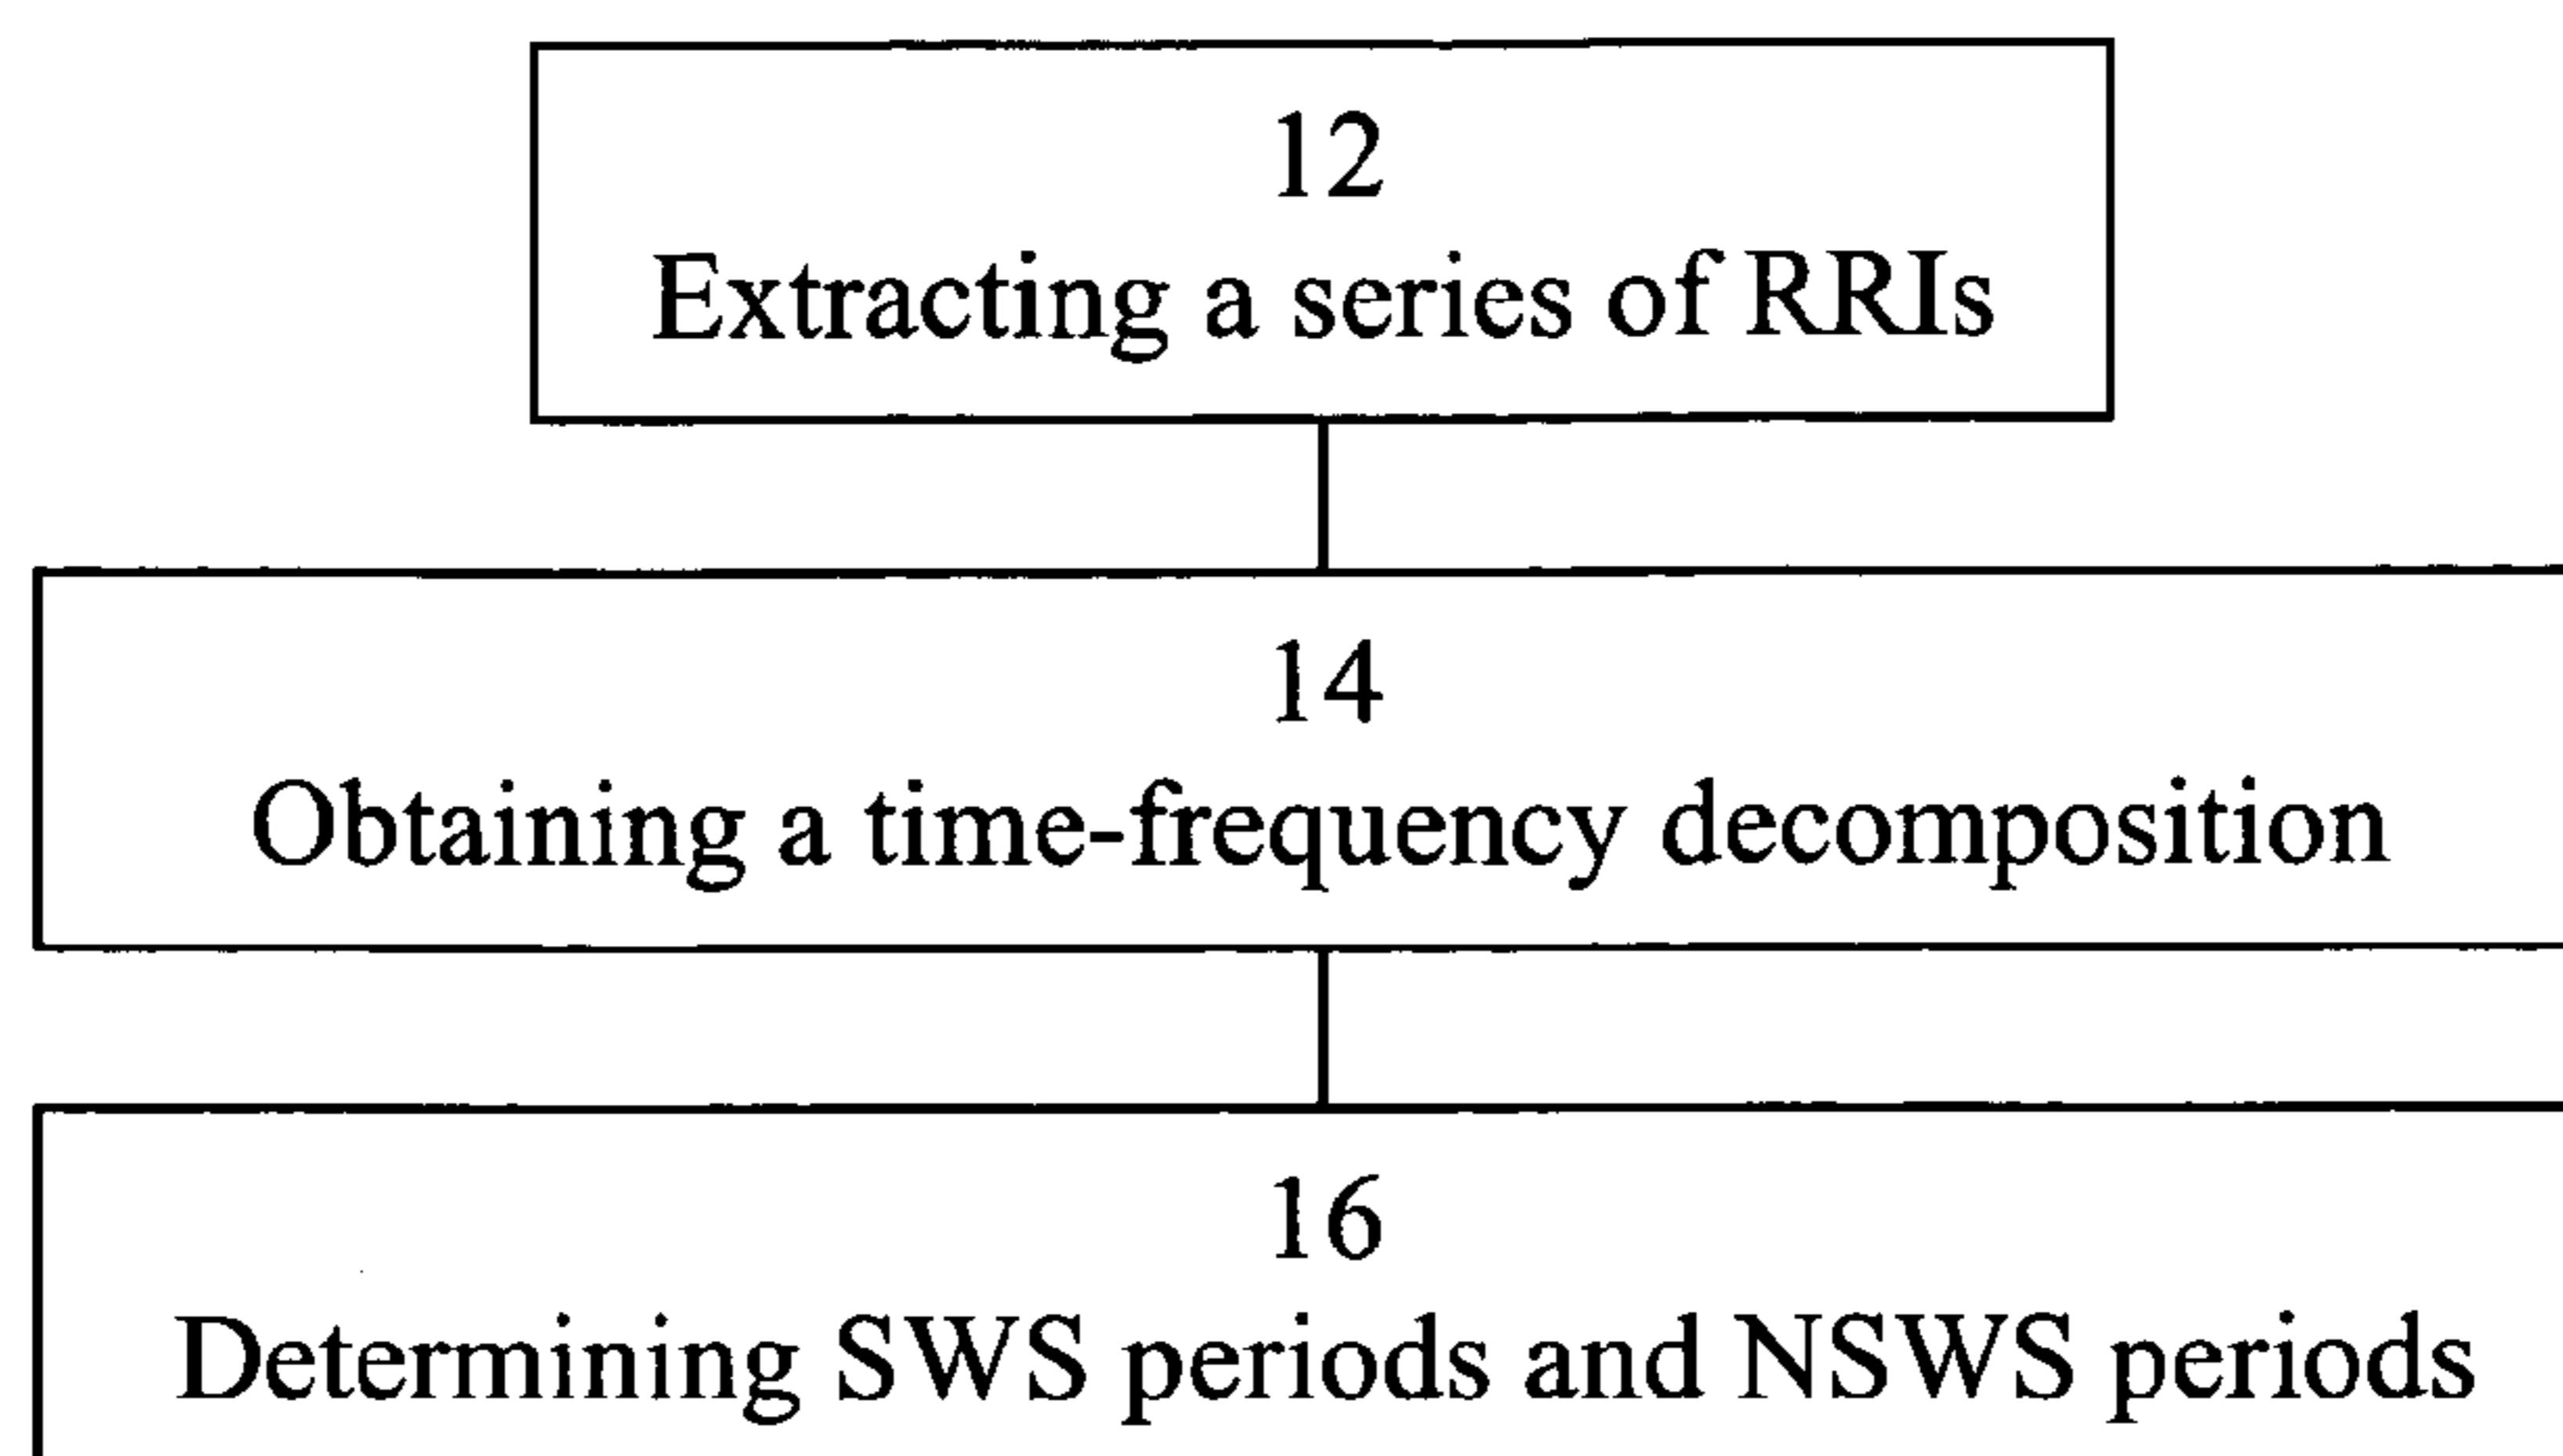 12
Extracting a series of RRIs
14
Obtaining a time-frequency decomposition
16
Determining SWS periods and NSWS periods